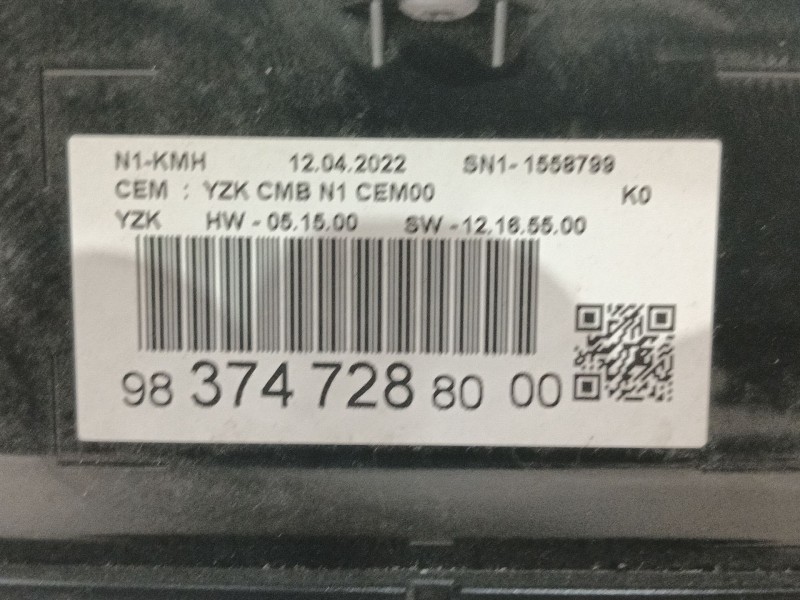 N1-KMH 12.04.2022 SN1-1558799
CEM : YZK CMB N1 CEM00 K0
YZK HW -05.15.00 SW -12.16.55.00
98 374 728 80 00